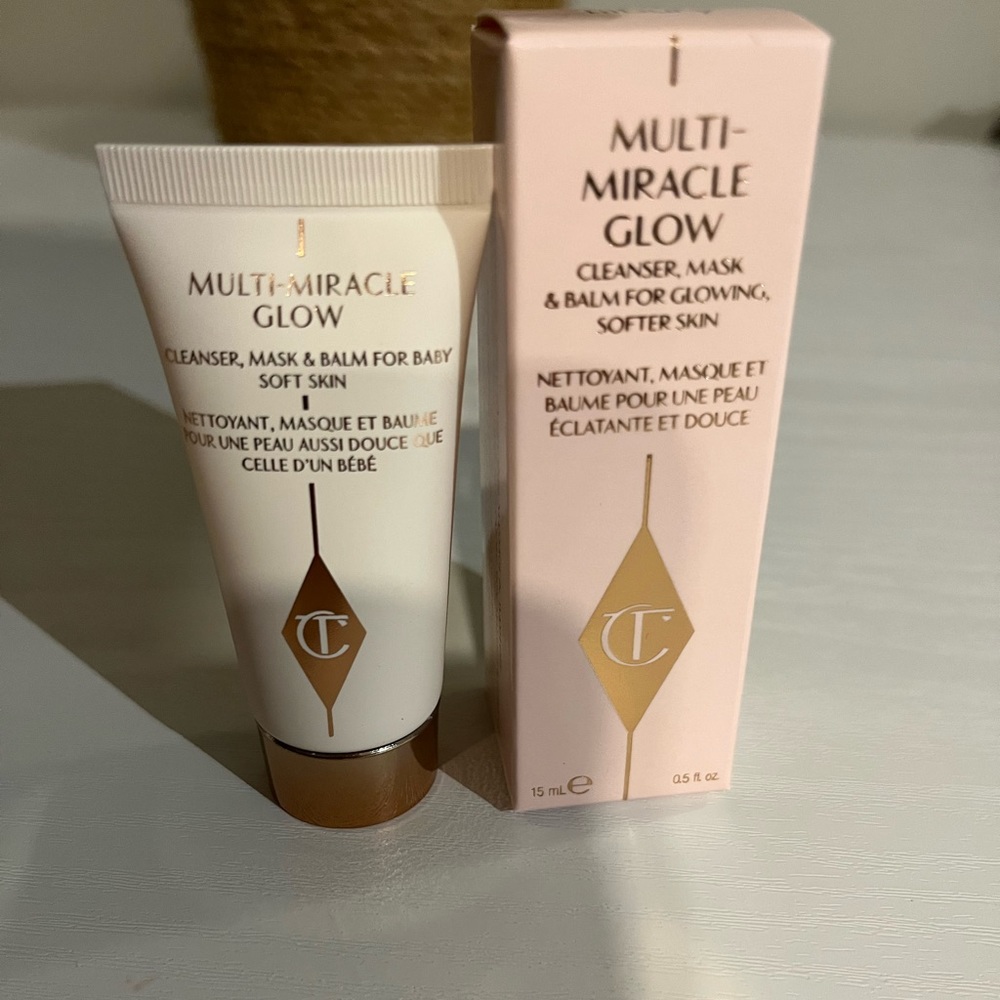 MULTI-MIRACLE
GLOW
CLEANSER, MASK & BALM FOR BABY
SOFT SKIN
NETTOYANT, MASQUE ET BAUME
POUR UNE PEAU AUSSI DOUCE QUE
CELLE D'UN BÉBÉ
CT
MULTI-
MIRACLE
GLOW
CLEANSER, MASK
& BALM FOR GLOWING,
SOFTER SKIN
NETTOYANT, MASQUE ET
BAUME POUR UNE PEAU
ÉCLATANTE ET DOUCE
CT
15 mL e 0.5 fl. oz.